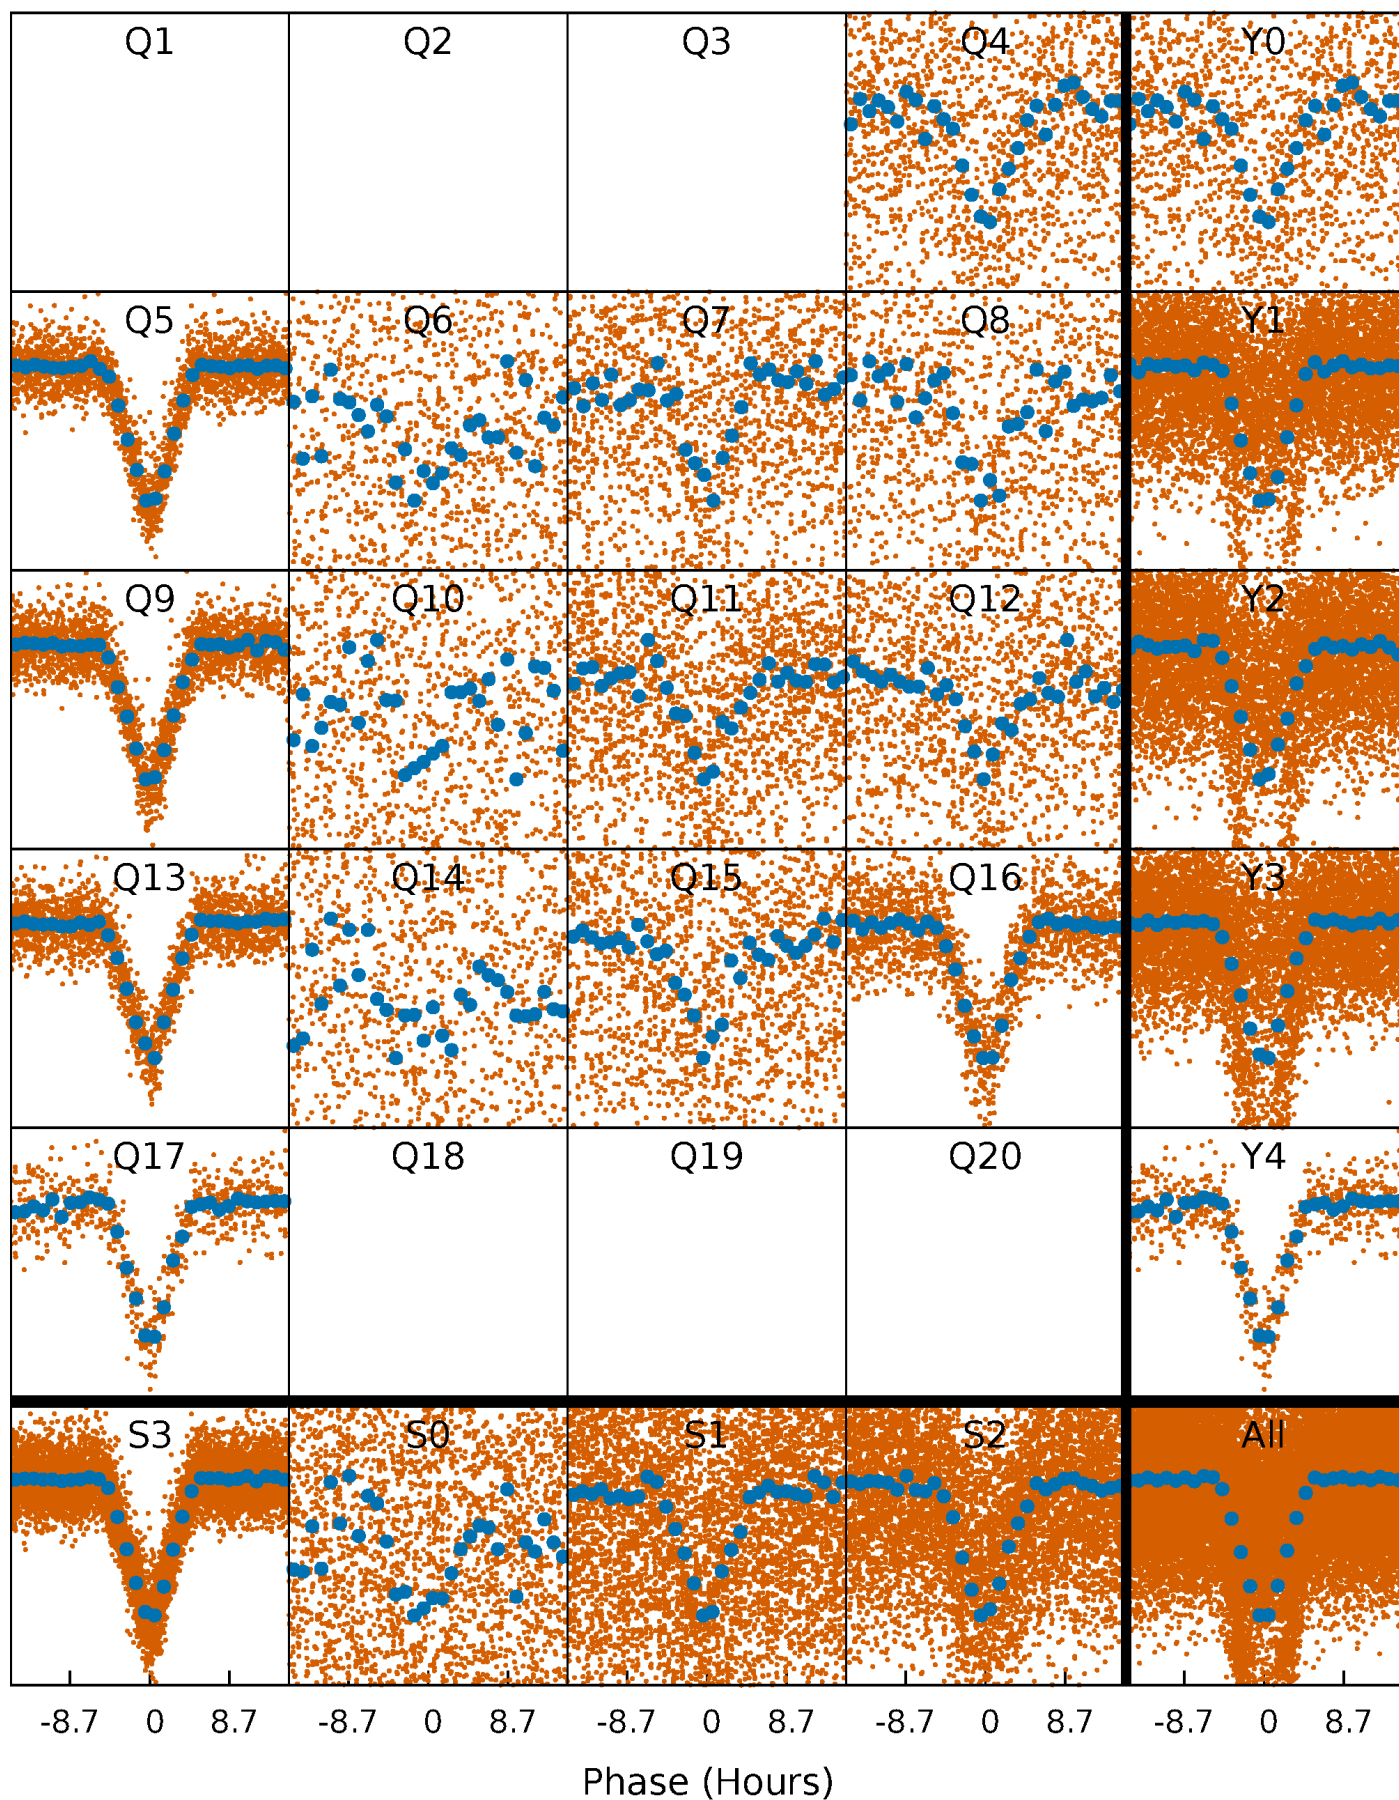 Q1 Q2 Q3 Q4 Y0
Q5 Q6 Q7 Q8 Y1
Q9 Q10 Q11 Q12 Y2
Q13 Q14 Q15 Q16 Y3
Q17 Q18 Q19 Q20 Y4
S3 S0 S1 S2 All
-8.7 0 8.7 -8.7 0 8.7 -8.7 0 8.7 -8.7 0 8.7 -8.7 0 8.7
Phase (Hours)